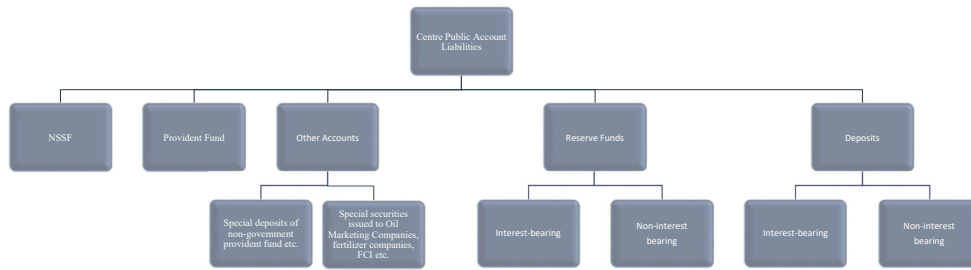 Centre Public Account
Liabilities
NSSF
Provident Fund
Other Accounts
Reserve Funds
Deposits
Special deposits of
non-government
provident fund etc.
Special securities
issued to Oil
Marketing Companies,
fertilizer companies,
FCI etc.
Interest-bearing
Non-interest
bearing
Interest-bearing
Non-interest
bearing